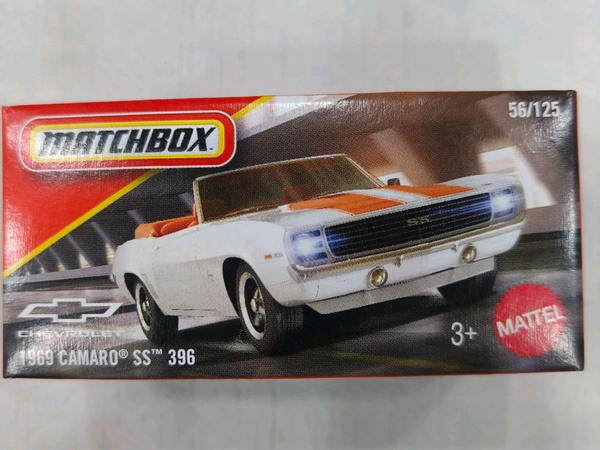 MATCHBOX
56/125
SS
CHEVROLET
1969 CAMARO® SS™ 396
3+
MATTEL